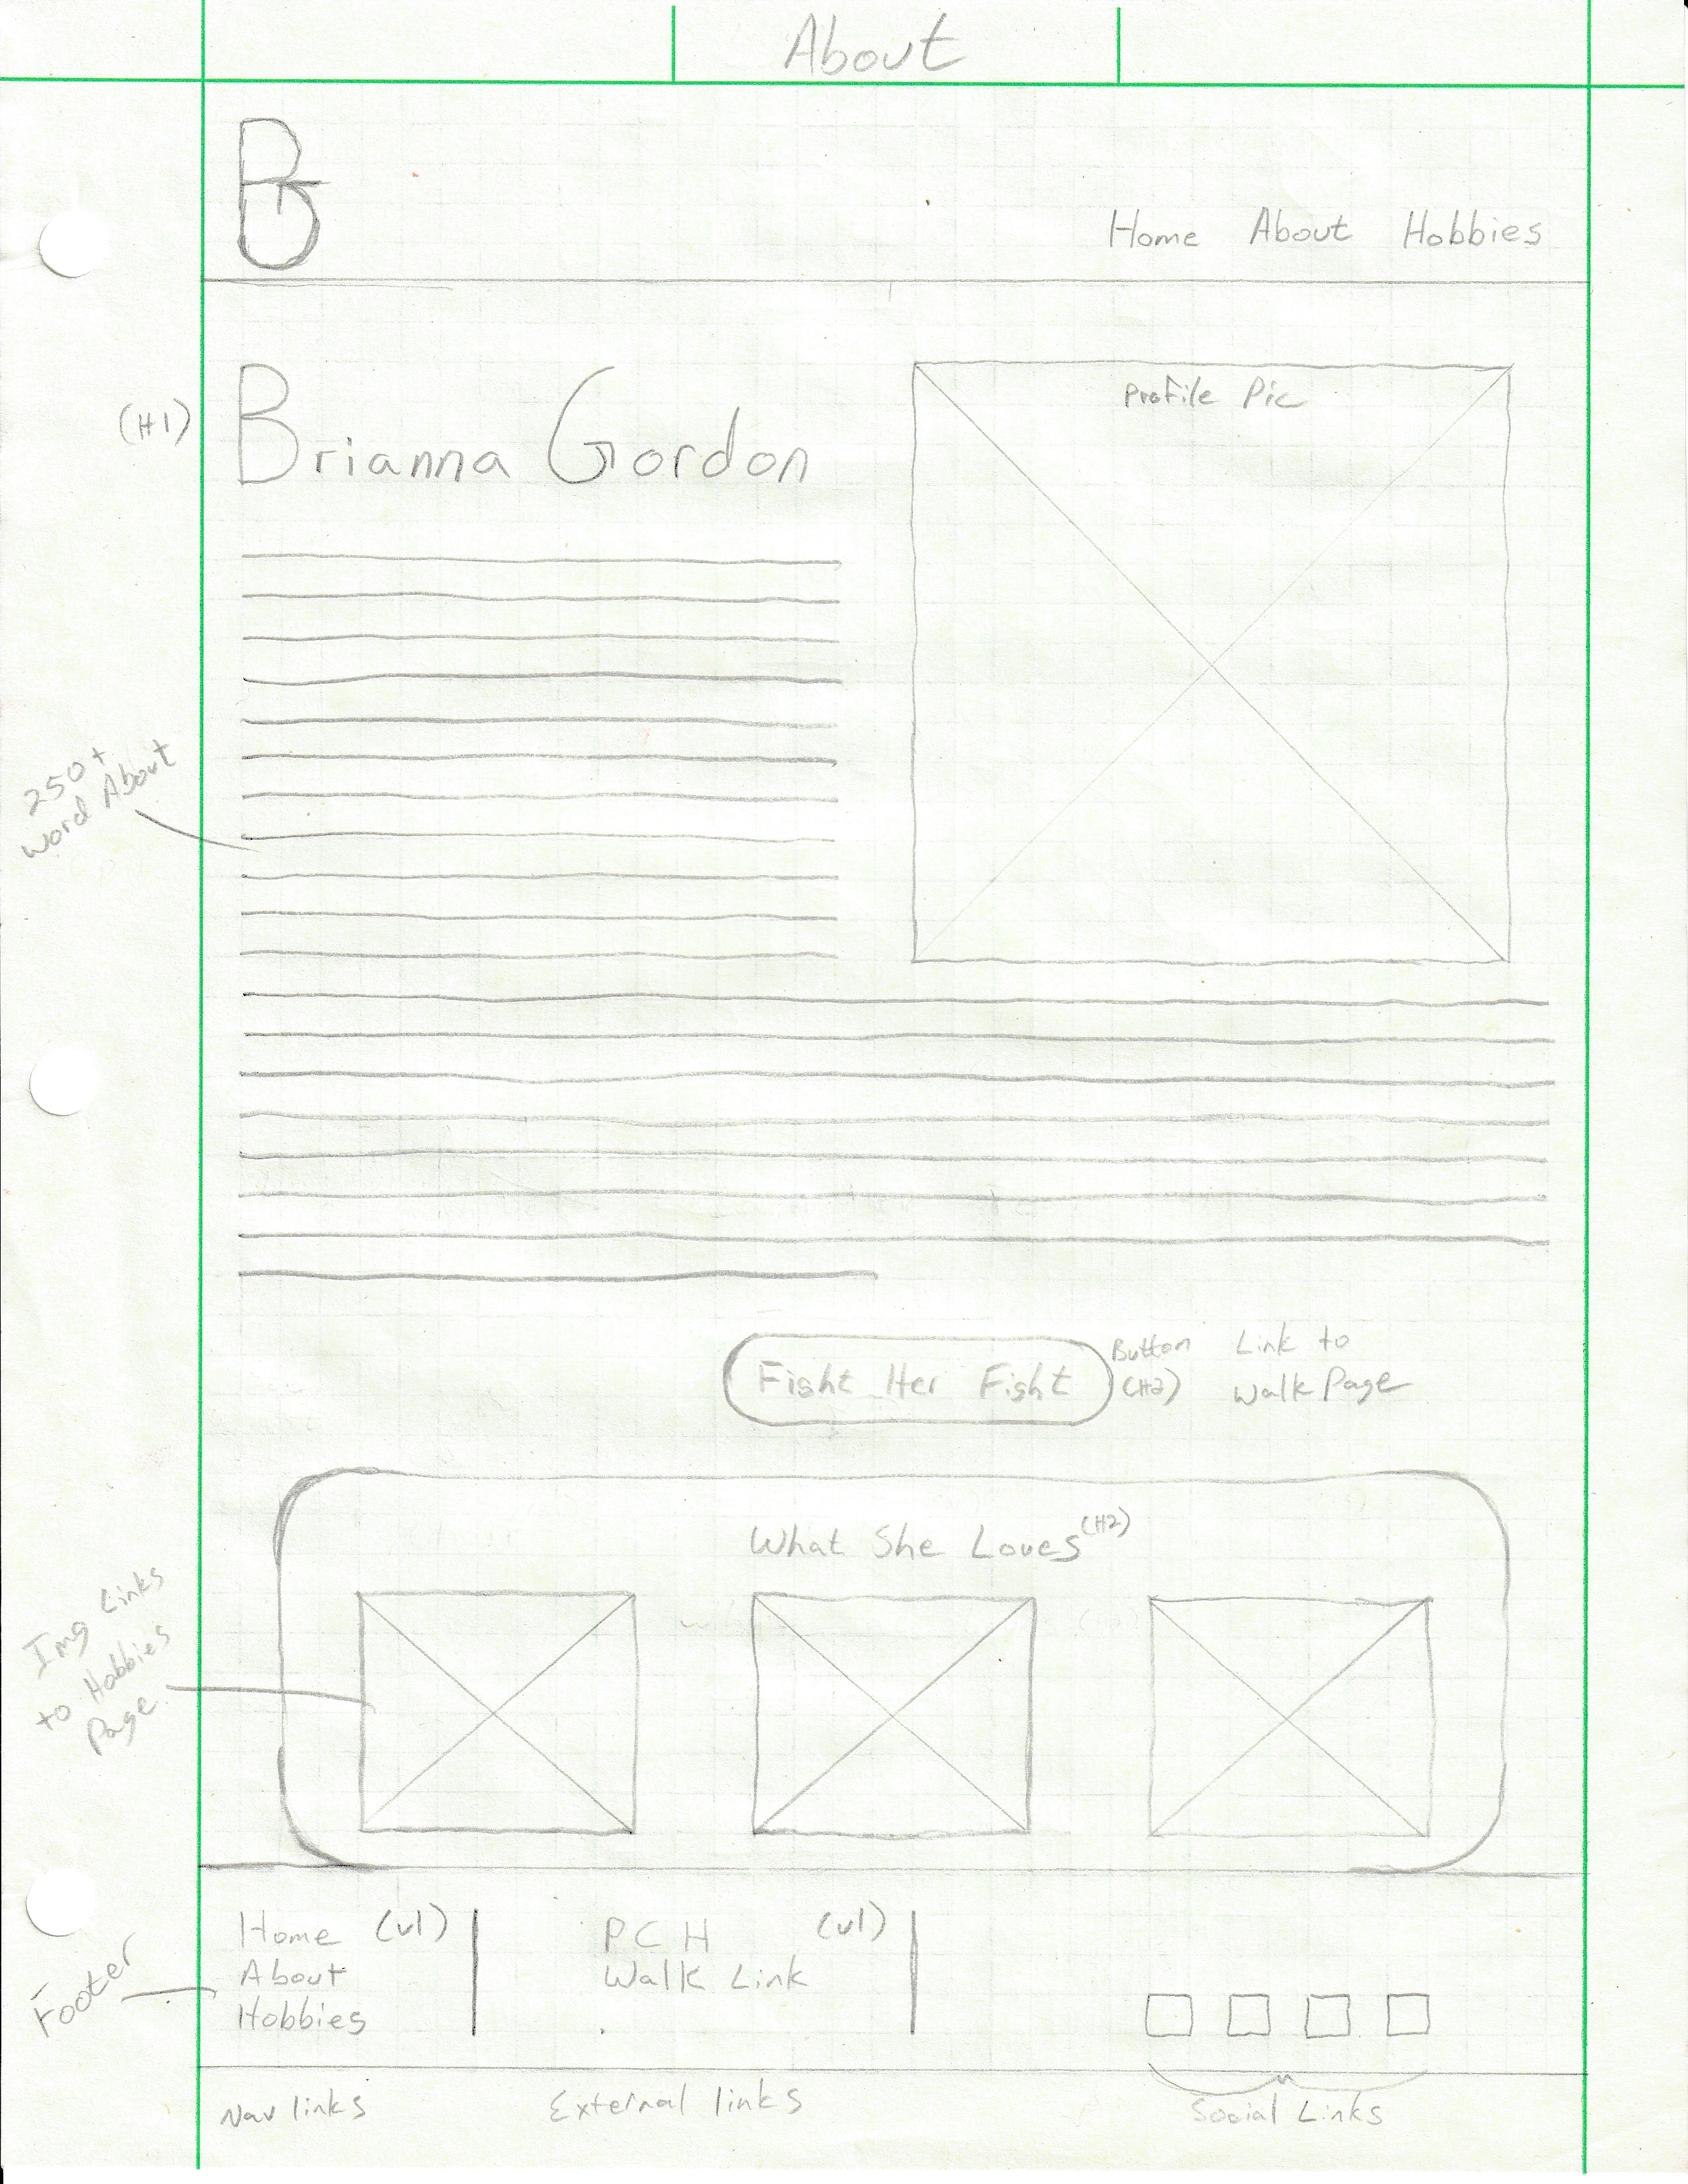 About
BG
Home About Hobbies
(H1)
Brianna Gordon
Profile Pic
250+
Word About
Fight Her Fight
Button
(H2)
Link to
Walk Page
What She Loves (H2)
Img Links
to Hobbies
Page
Footer
Home (ul)
About
Hobbies
PCH (ul)
Walk Link
Nav links
External links
Social Links